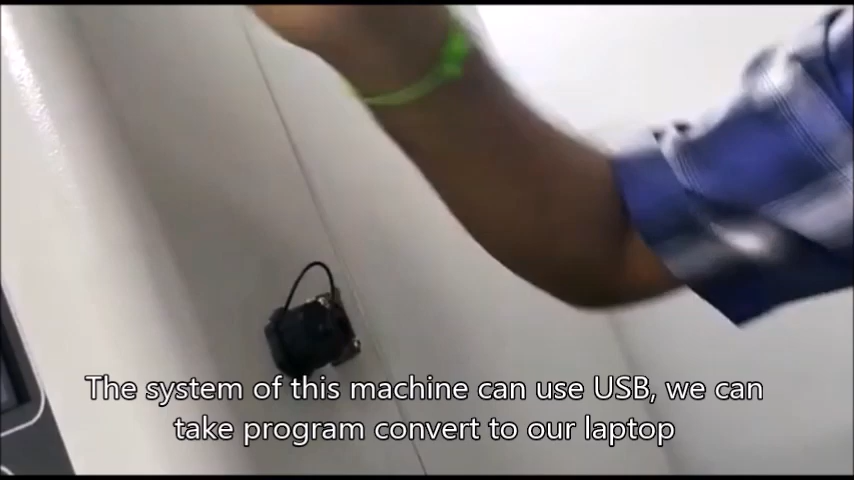 The system of this machine can use USB, we can
take program convert to our laptop